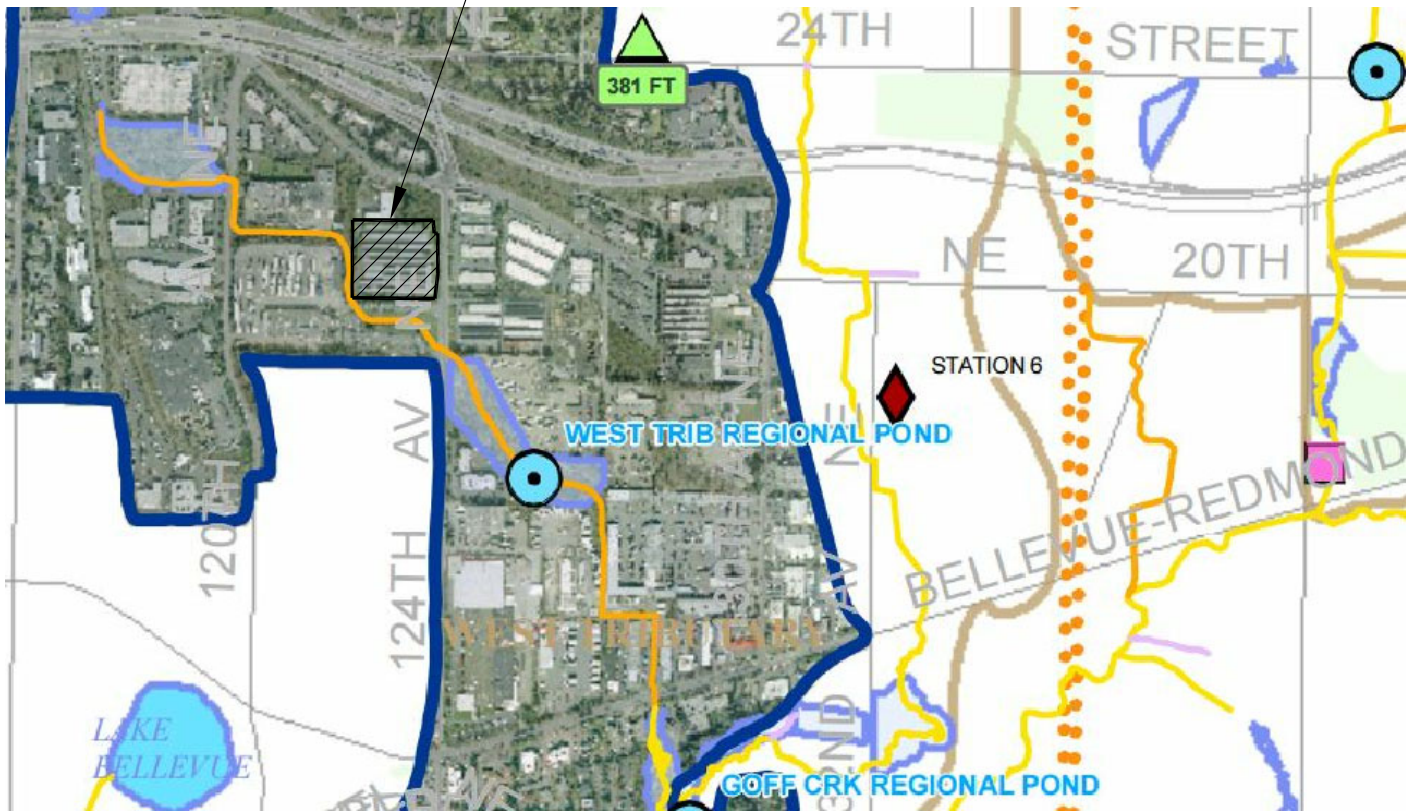 24TH
STREET
381 FT
NE
20TH
STATION 6
WEST TRIB REGIONAL POND
NE
AV
120TH
124TH
AV
BELLEVUE-REDMOND
WEST TRIBUTARY
LAKE
BELLEVUE
GOFF CRK REGIONAL POND